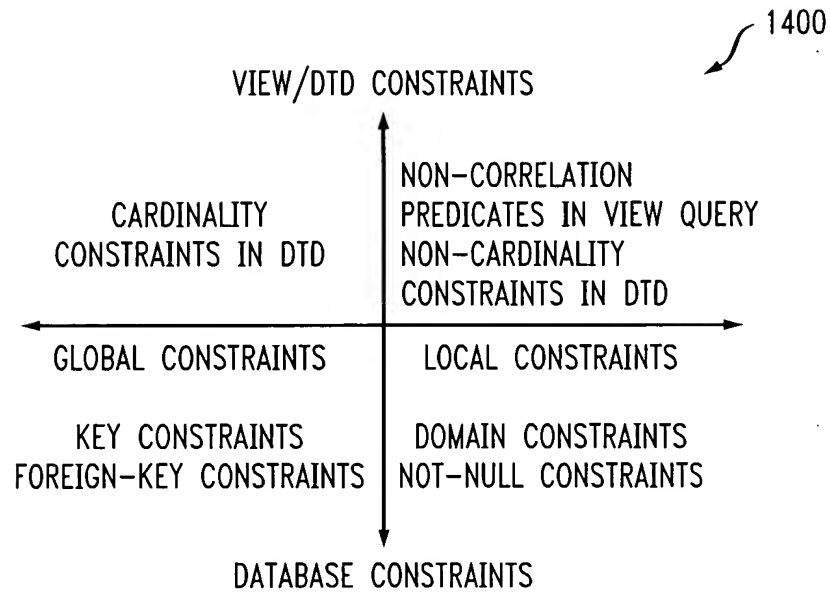 1400
VIEW/DTD CONSTRAINTS
CARDINALITY
CONSTRAINTS IN DTD
NON-CORRELATION
PREDICATES IN VIEW QUERY
NON-CARDINALITY
CONSTRAINTS IN DTD
GLOBAL CONSTRAINTS
LOCAL CONSTRAINTS
KEY CONSTRAINTS
FOREIGN-KEY CONSTRAINTS
DOMAIN CONSTRAINTS
NOT-NULL CONSTRAINTS
DATABASE CONSTRAINTS